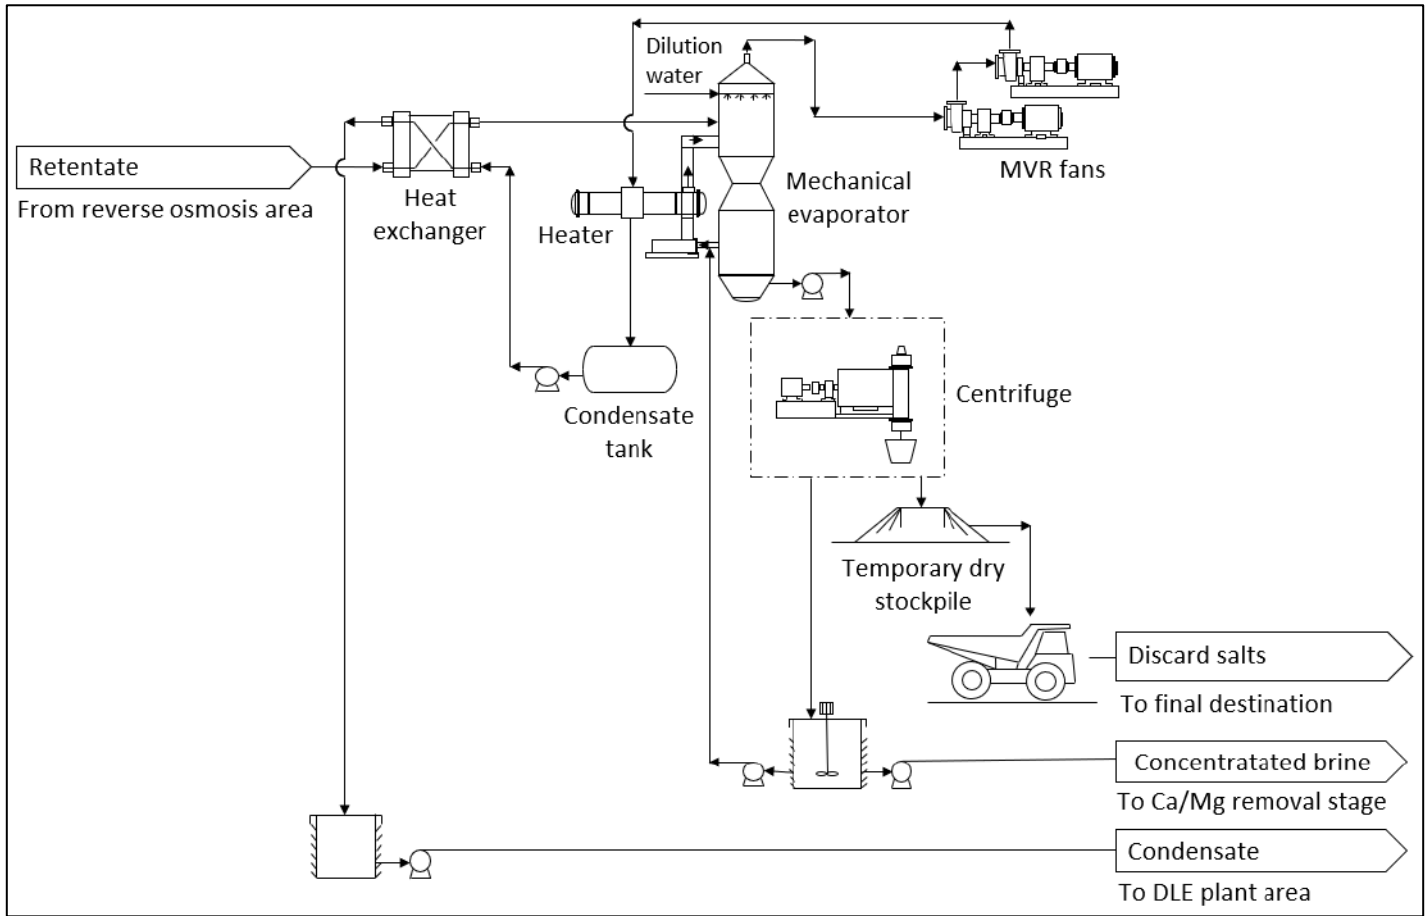 Dilution
water
MVR fans
Retentate
From reverse osmosis area
Heat
exchanger
Heater
Mechanical
evaporator
Condensate
tank
Centrifuge
Temporary dry
stockpile
Discard salts
To final destination
Concentratated brine
To Ca/Mg removal stage
Condensate
To DLE plant area